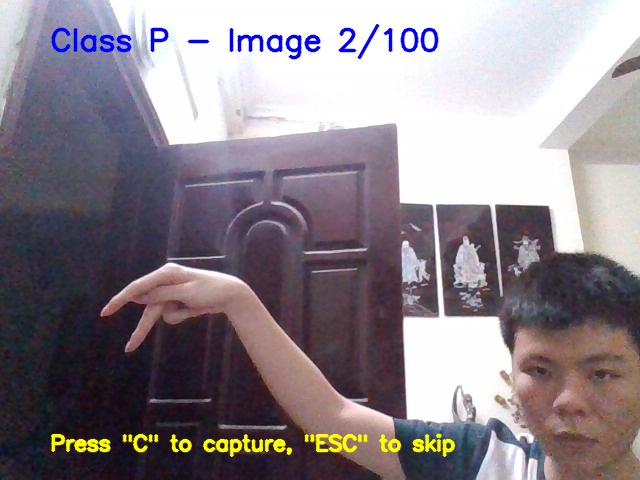 Class P - Image 2/100
Press "C" to capture, "ESC" to skip